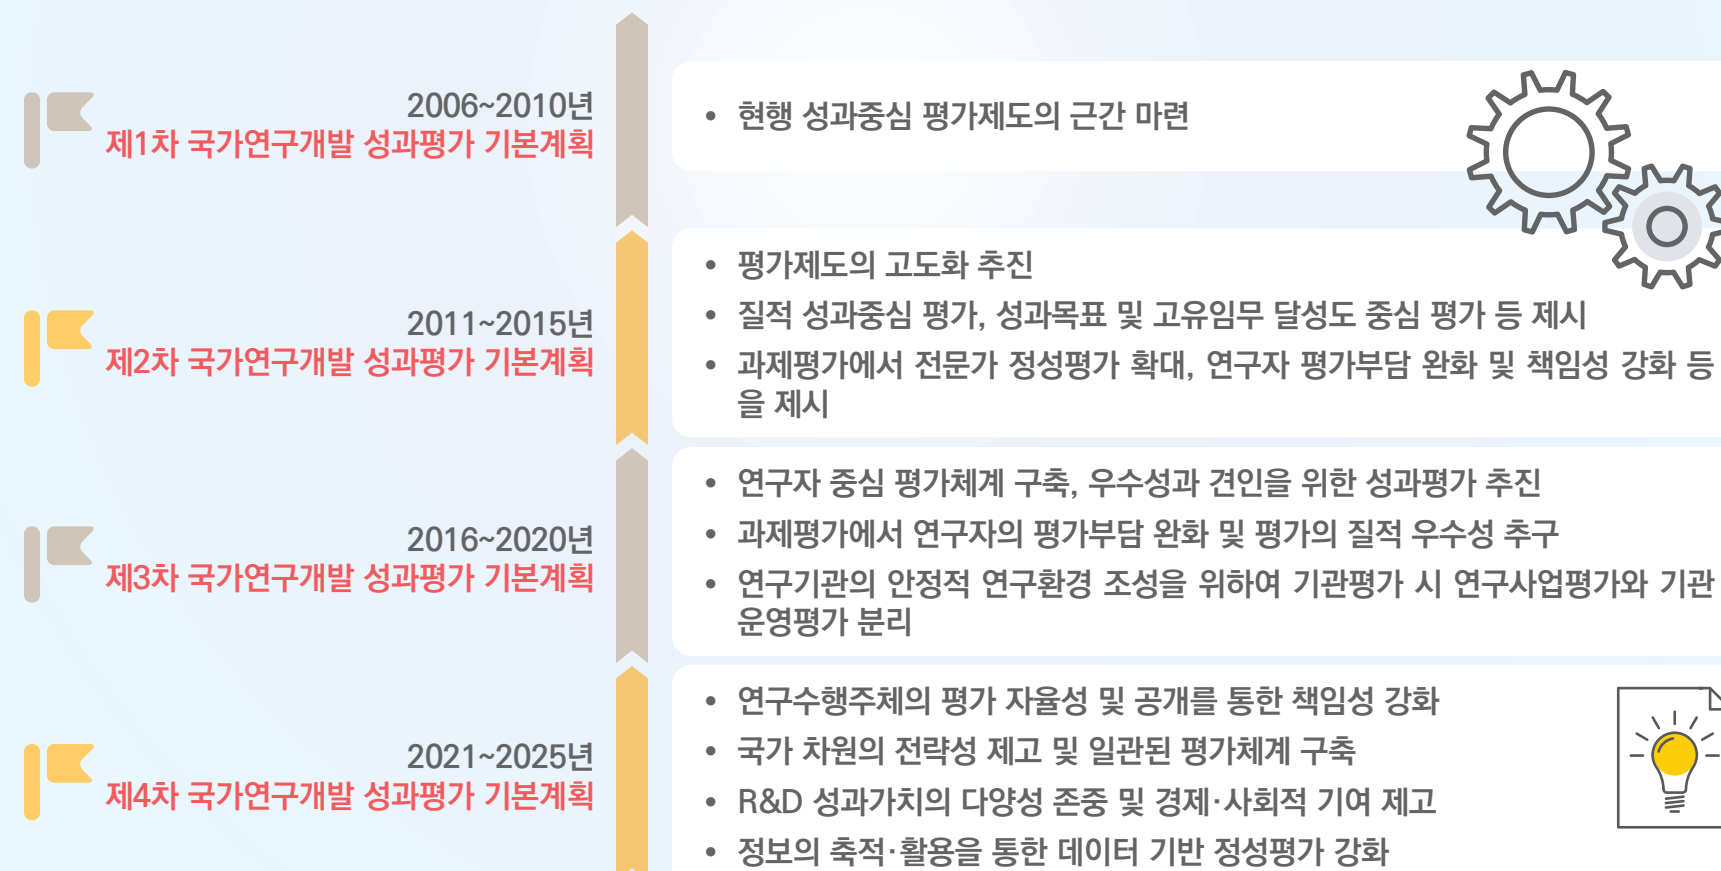 2006~2010년
제1차 국가연구개발 성과평가 기본계획
• 현행 성과중심 평가제도의 근간 마련
2011~2015년
제2차 국가연구개발 성과평가 기본계획
• 평가제도의 고도화 추진
• 질적 성과중심 평가, 성과목표 및 고유임무 달성도 중심 평가 등 제시
• 과제평가에서 전문가 정성평가 확대, 연구자 평가부담 완화 및 책임성 강화 등
을 제시
2016~2020년
제3차 국가연구개발 성과평가 기본계획
• 연구자 중심 평가체계 구축, 우수성과 견인을 위한 성과평가 추진
• 과제평가에서 연구자의 평가부담 완화 및 평가의 질적 우수성 추구
• 연구기관의 안정적 연구환경 조성을 위하여 기관평가 시 연구사업평가와 기관
운영평가 분리
2021~2025년
제4차 국가연구개발 성과평가 기본계획
• 연구수행주체의 평가 자율성 및 공개를 통한 책임성 강화
• 국가 차원의 전략성 제고 및 일관된 평가체계 구축
• R&D 성과가치의 다양성 존중 및 경제·사회적 기여 제고
• 정보의 축적·활용을 통한 데이터 기반 정성평가 강화